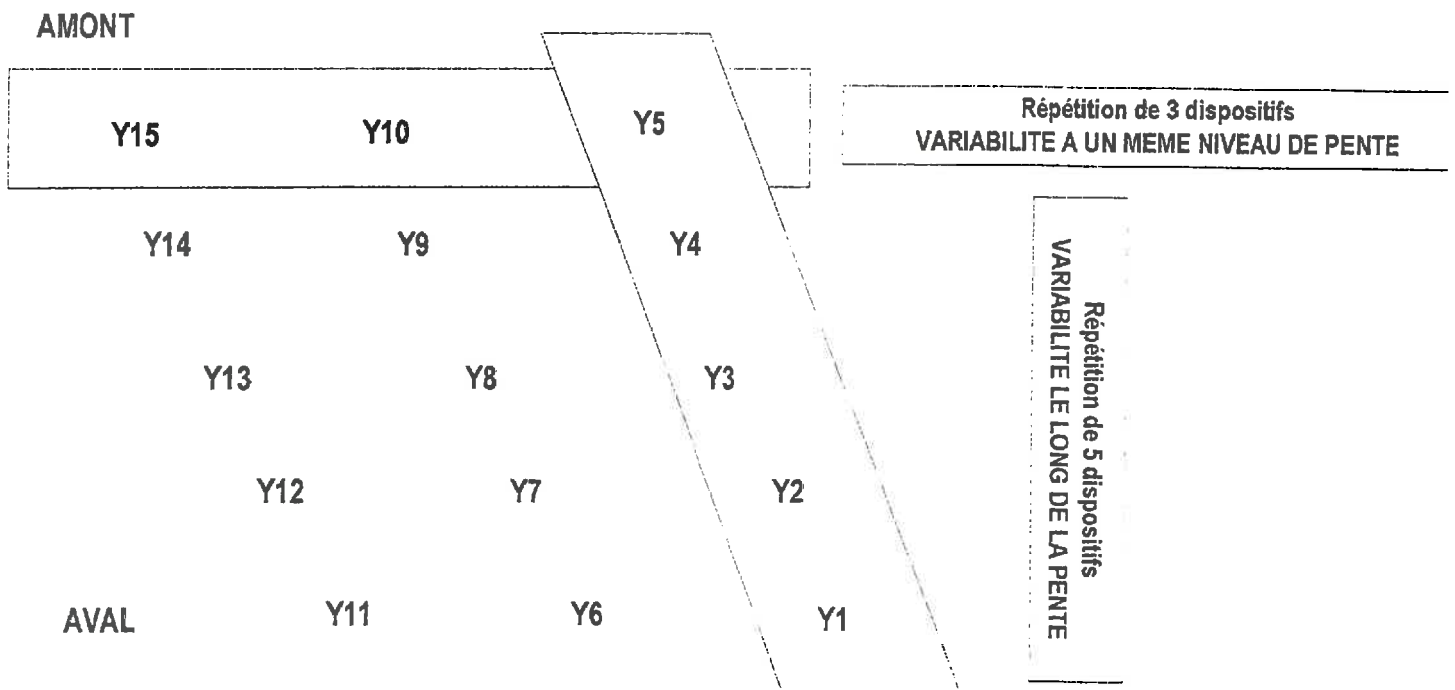 AMONT
Y15 Y10 Y5
Répétition de 3 dispositifs
VARIABILITE A UN MEME NIVEAU DE PENTE
Y14 Y9 Y4
Y13 Y8 Y3
Y12 Y7 Y2
AVAL Y11 Y6 Y1
Répétition de 5 dispositifs
VARIABILITE LE LONG DE LA PENTE